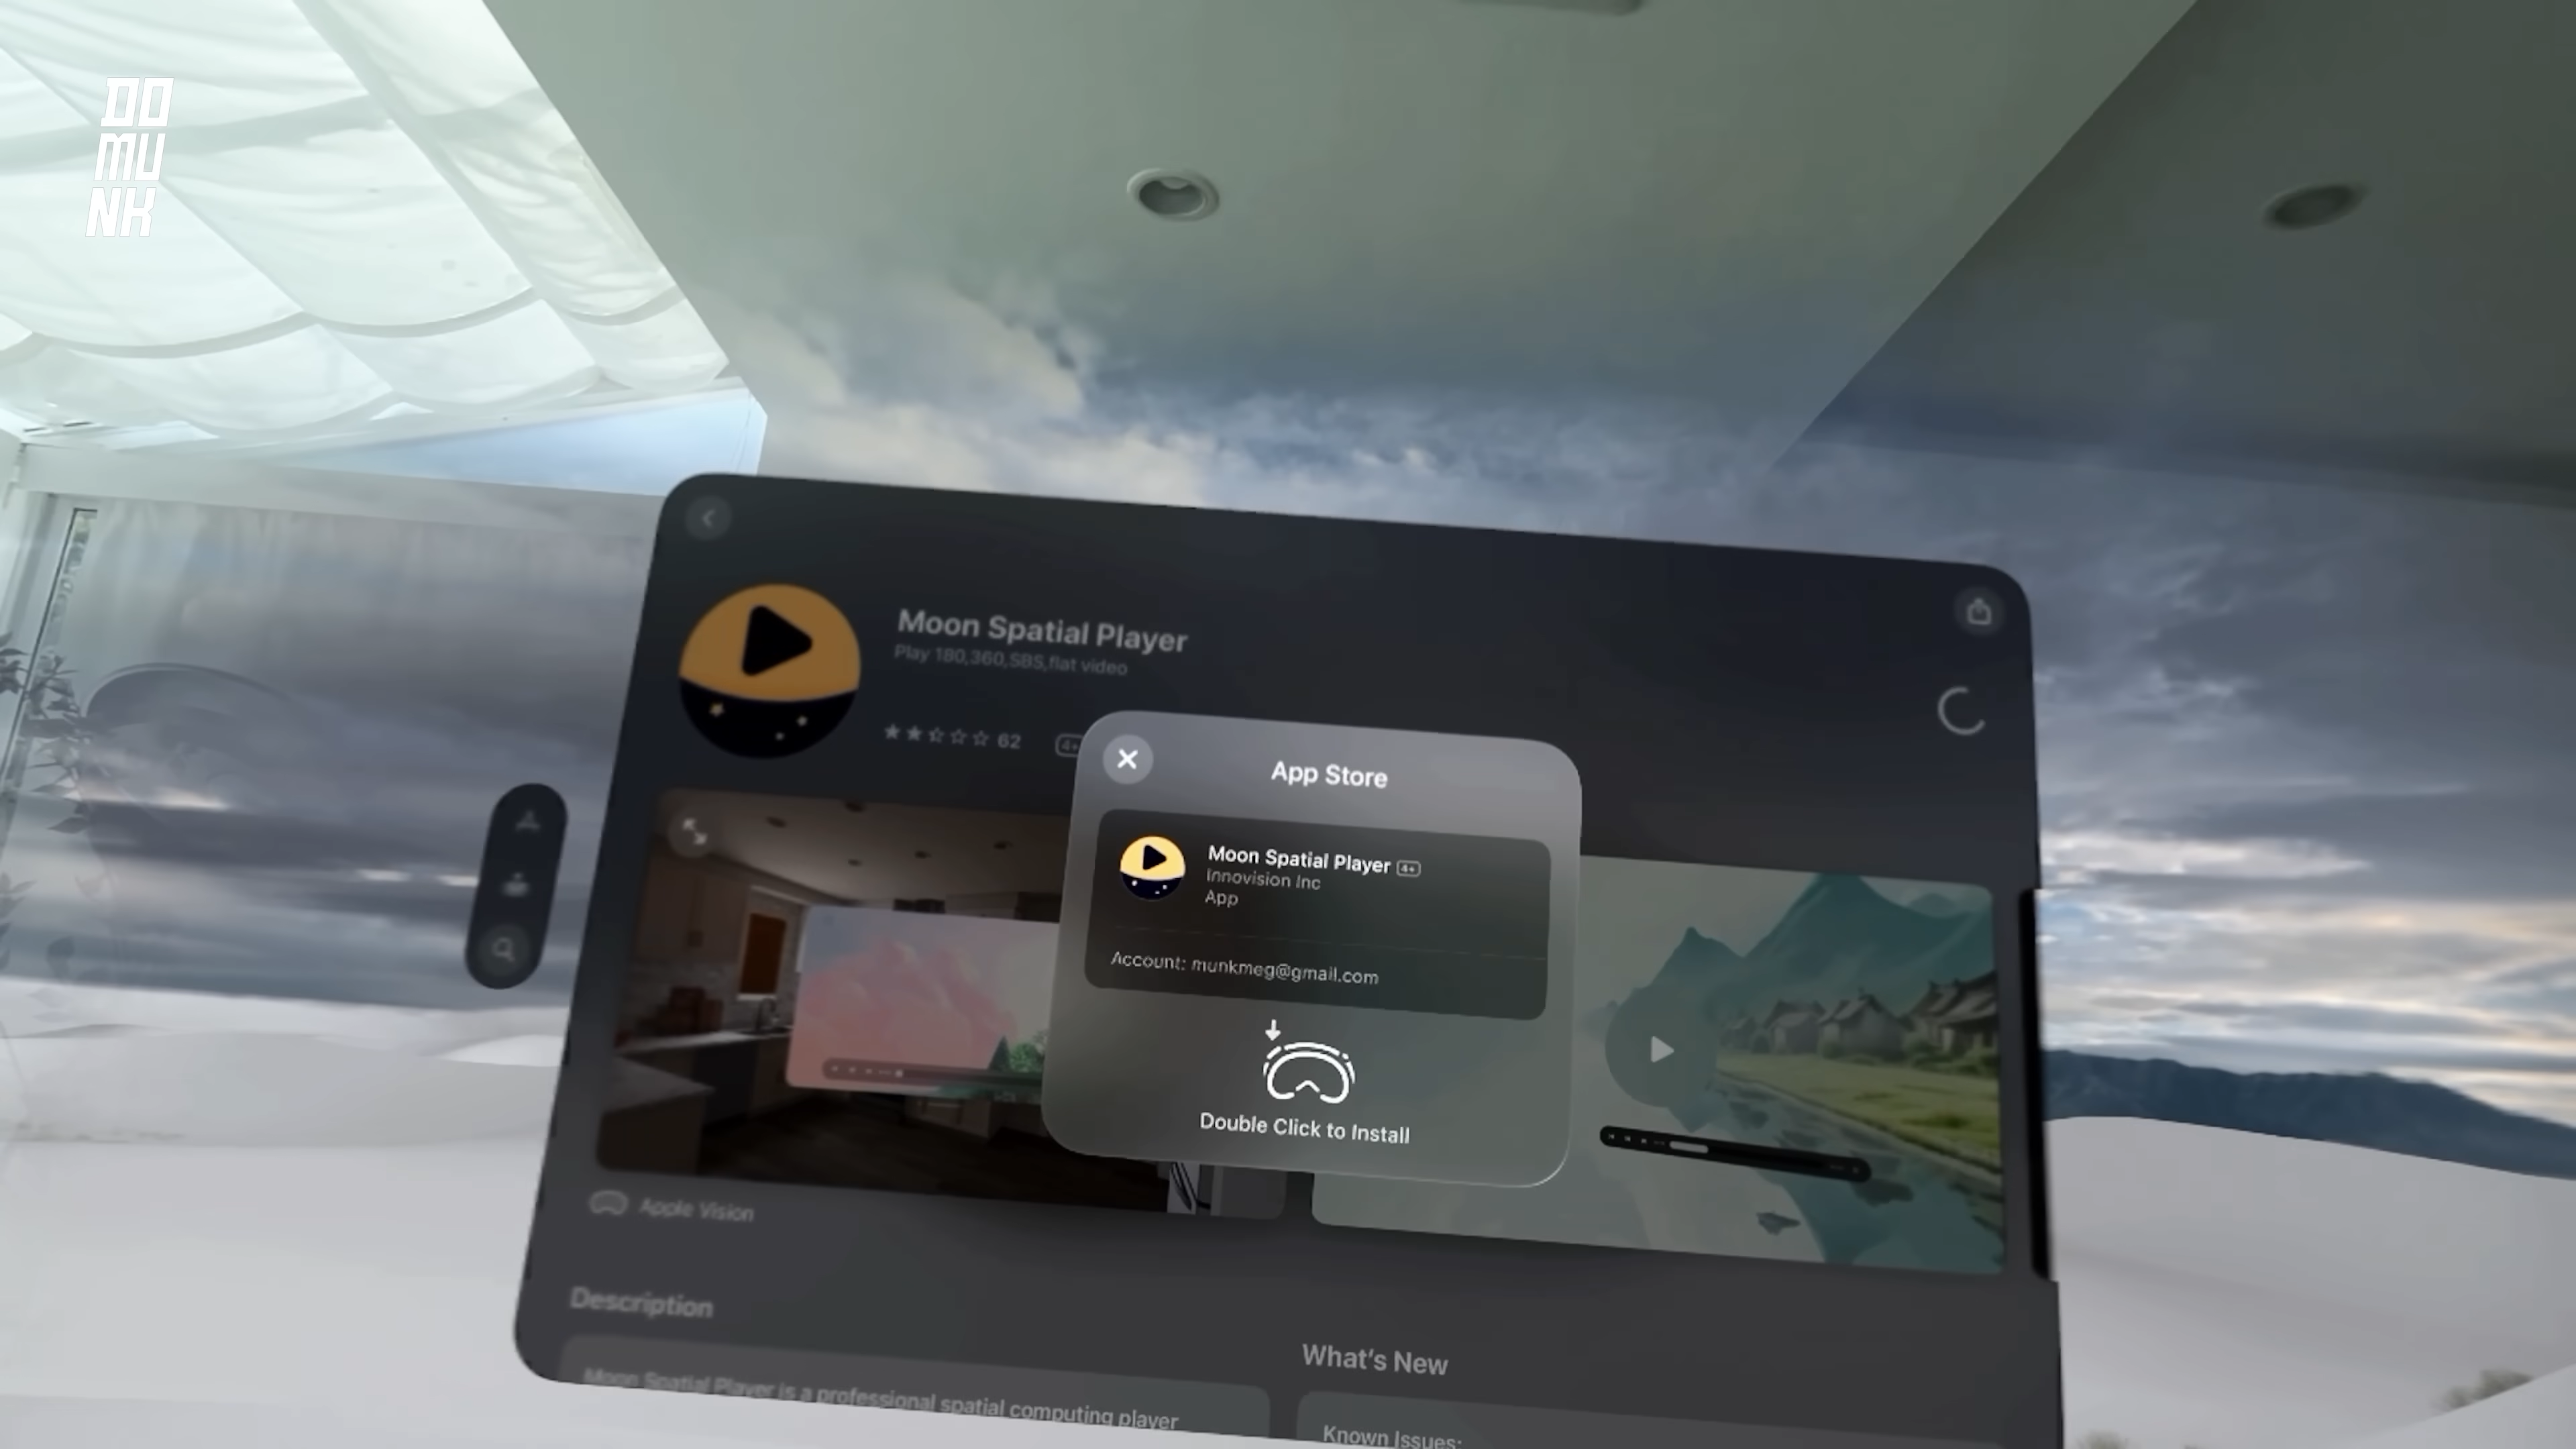 DO
MU
NK
Moon Spatial Player
Play 180,360,SBS,flat video
62
4+
App Store
Moon Spatial Player 4+
Innovision Inc
App
Account: munkmeg@gmail.com
Double Click to Install
Apple Vision
Description
What's New
Moon Spatial Player is a professional spatial computing player
Known Issues: